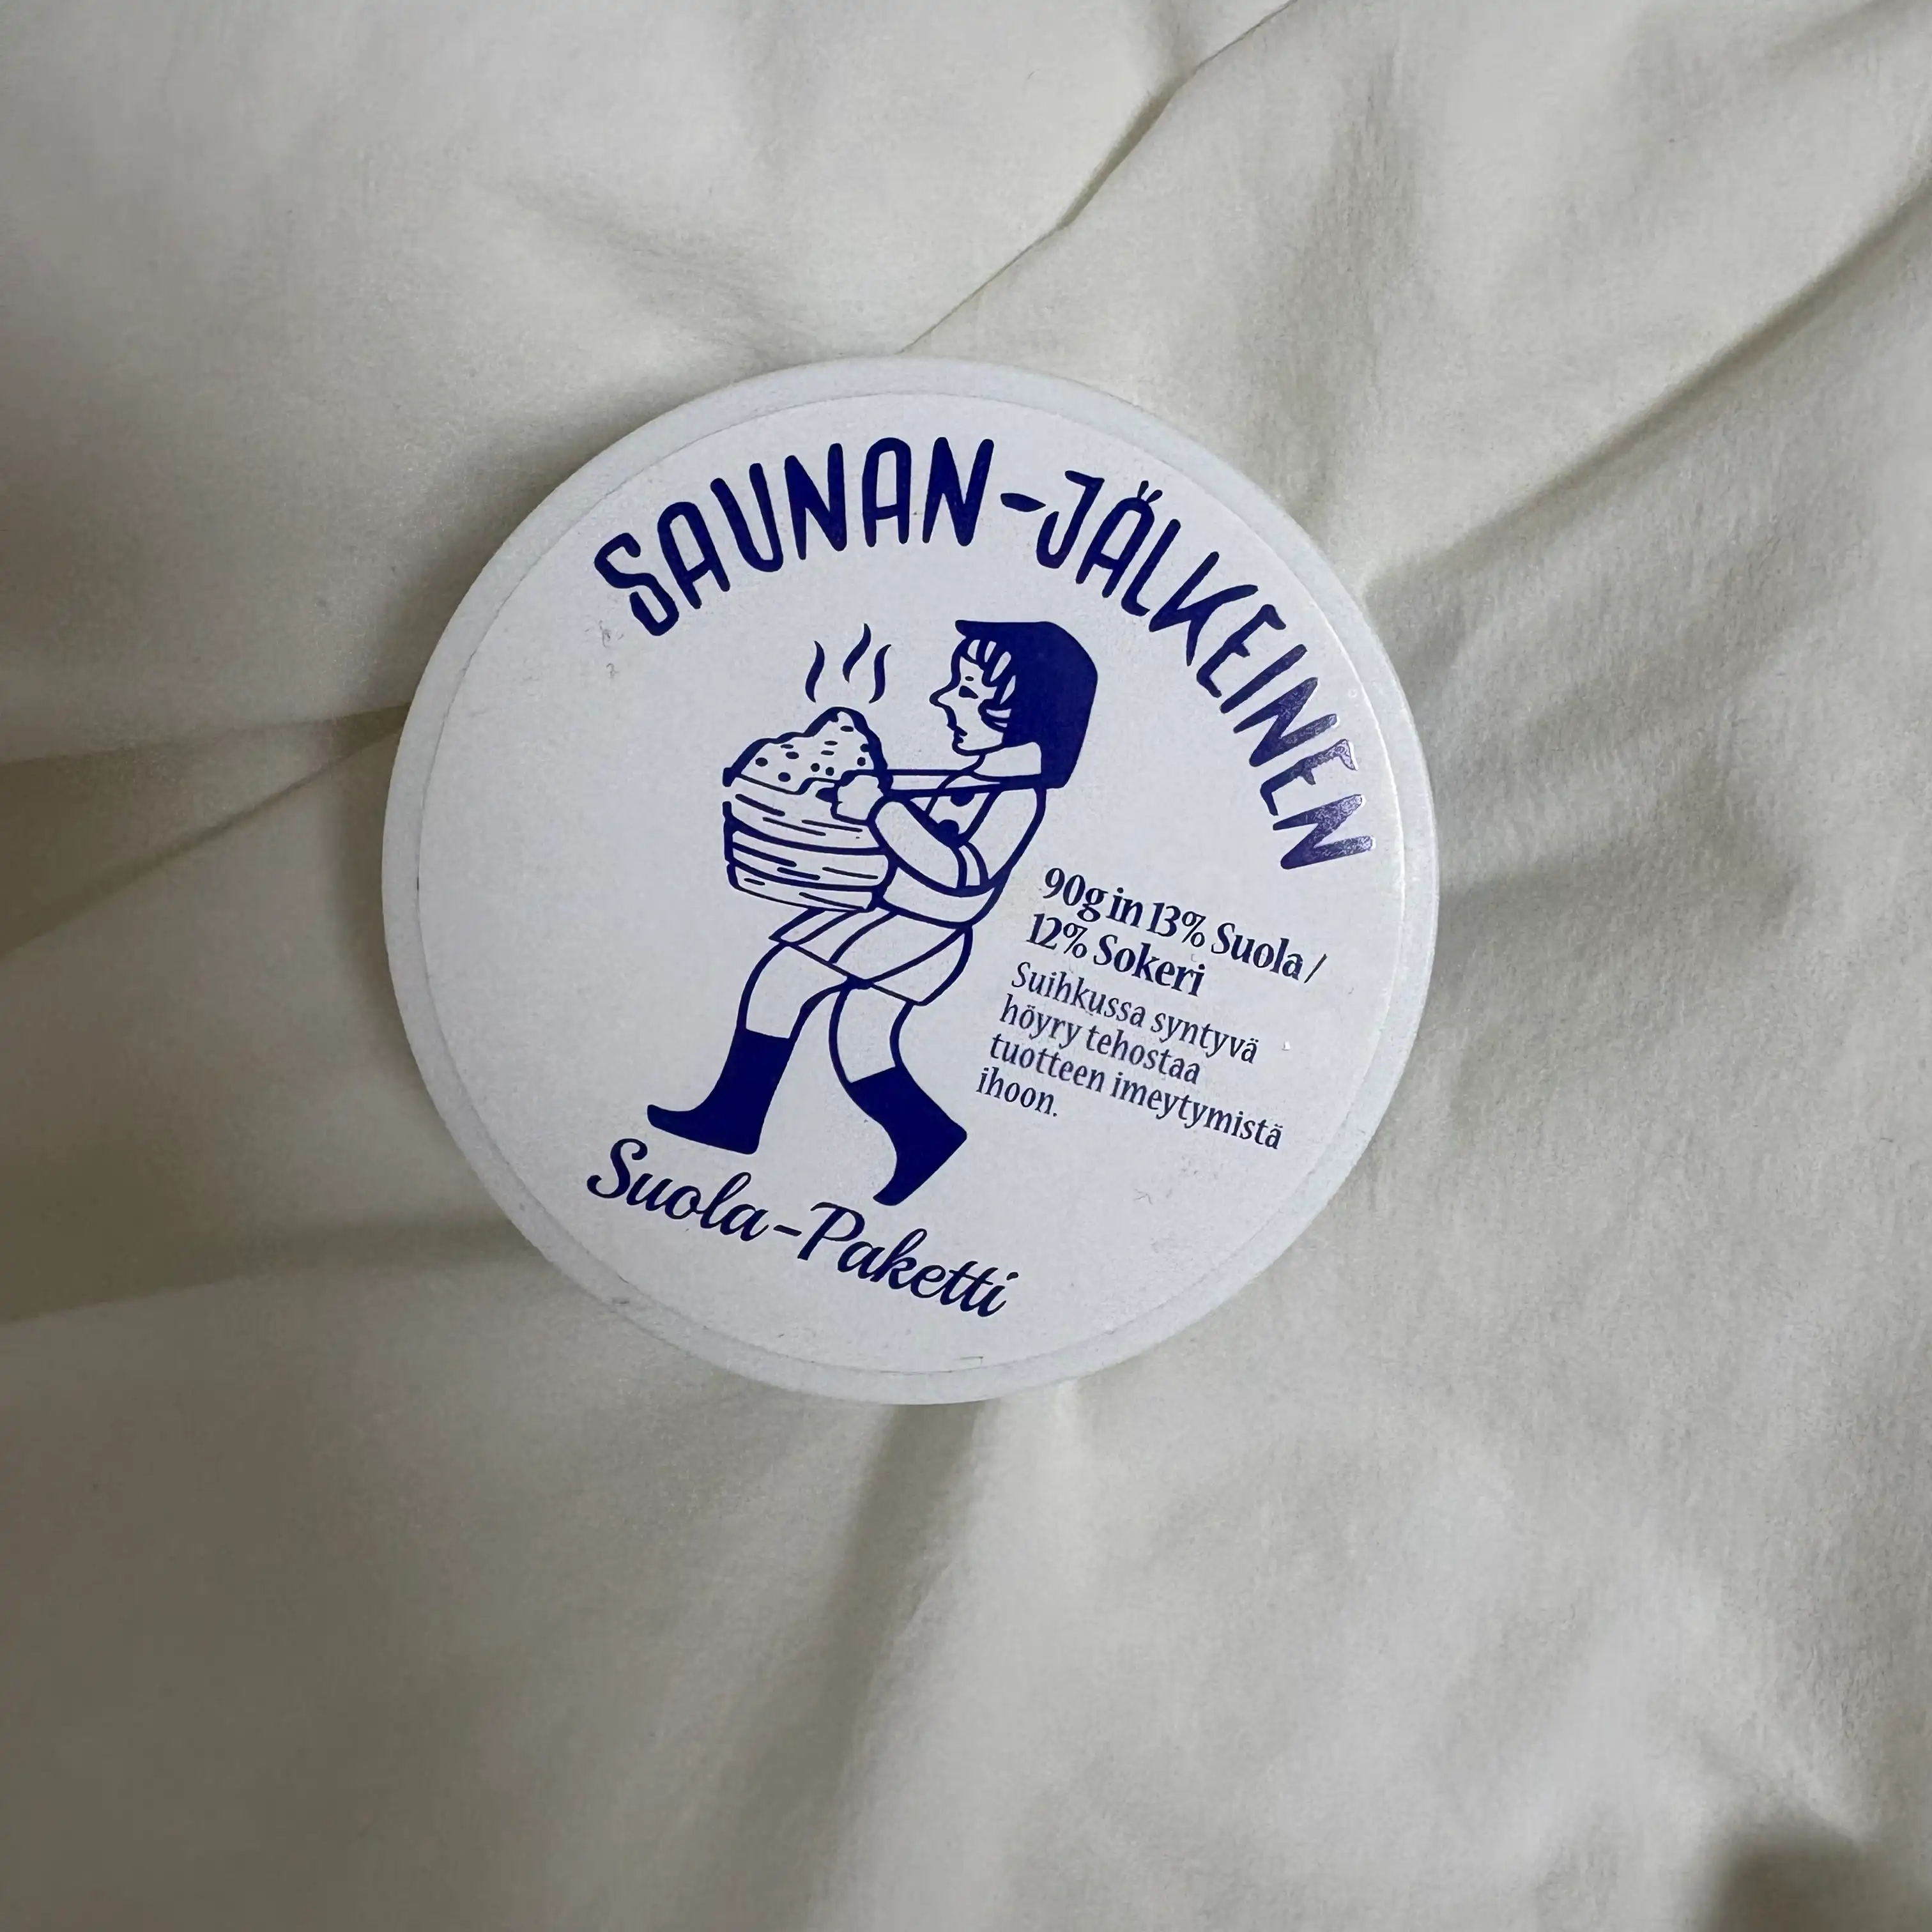 SAUNAN-JÄLKEINEN
90g in 13% Suola /
12% Sokeri
Suihkussa syntyvä
höyry tehostaa
tuotteen imeytymistä
ihoon.
Suola-Paketti